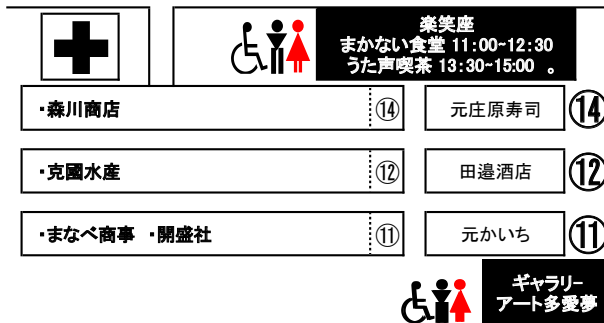 楽笑座
まかない食堂 11:00~12:30
うた声喫茶 13:30~15:00 。
・森川商店 ⑭ 元庄原寿司 ⑭
・克國水産 ⑫ 田邉酒店 ⑫
・まなべ商事 ・開盛社 ⑪ 元かいち ⑪
ギャラリー
アート多愛夢